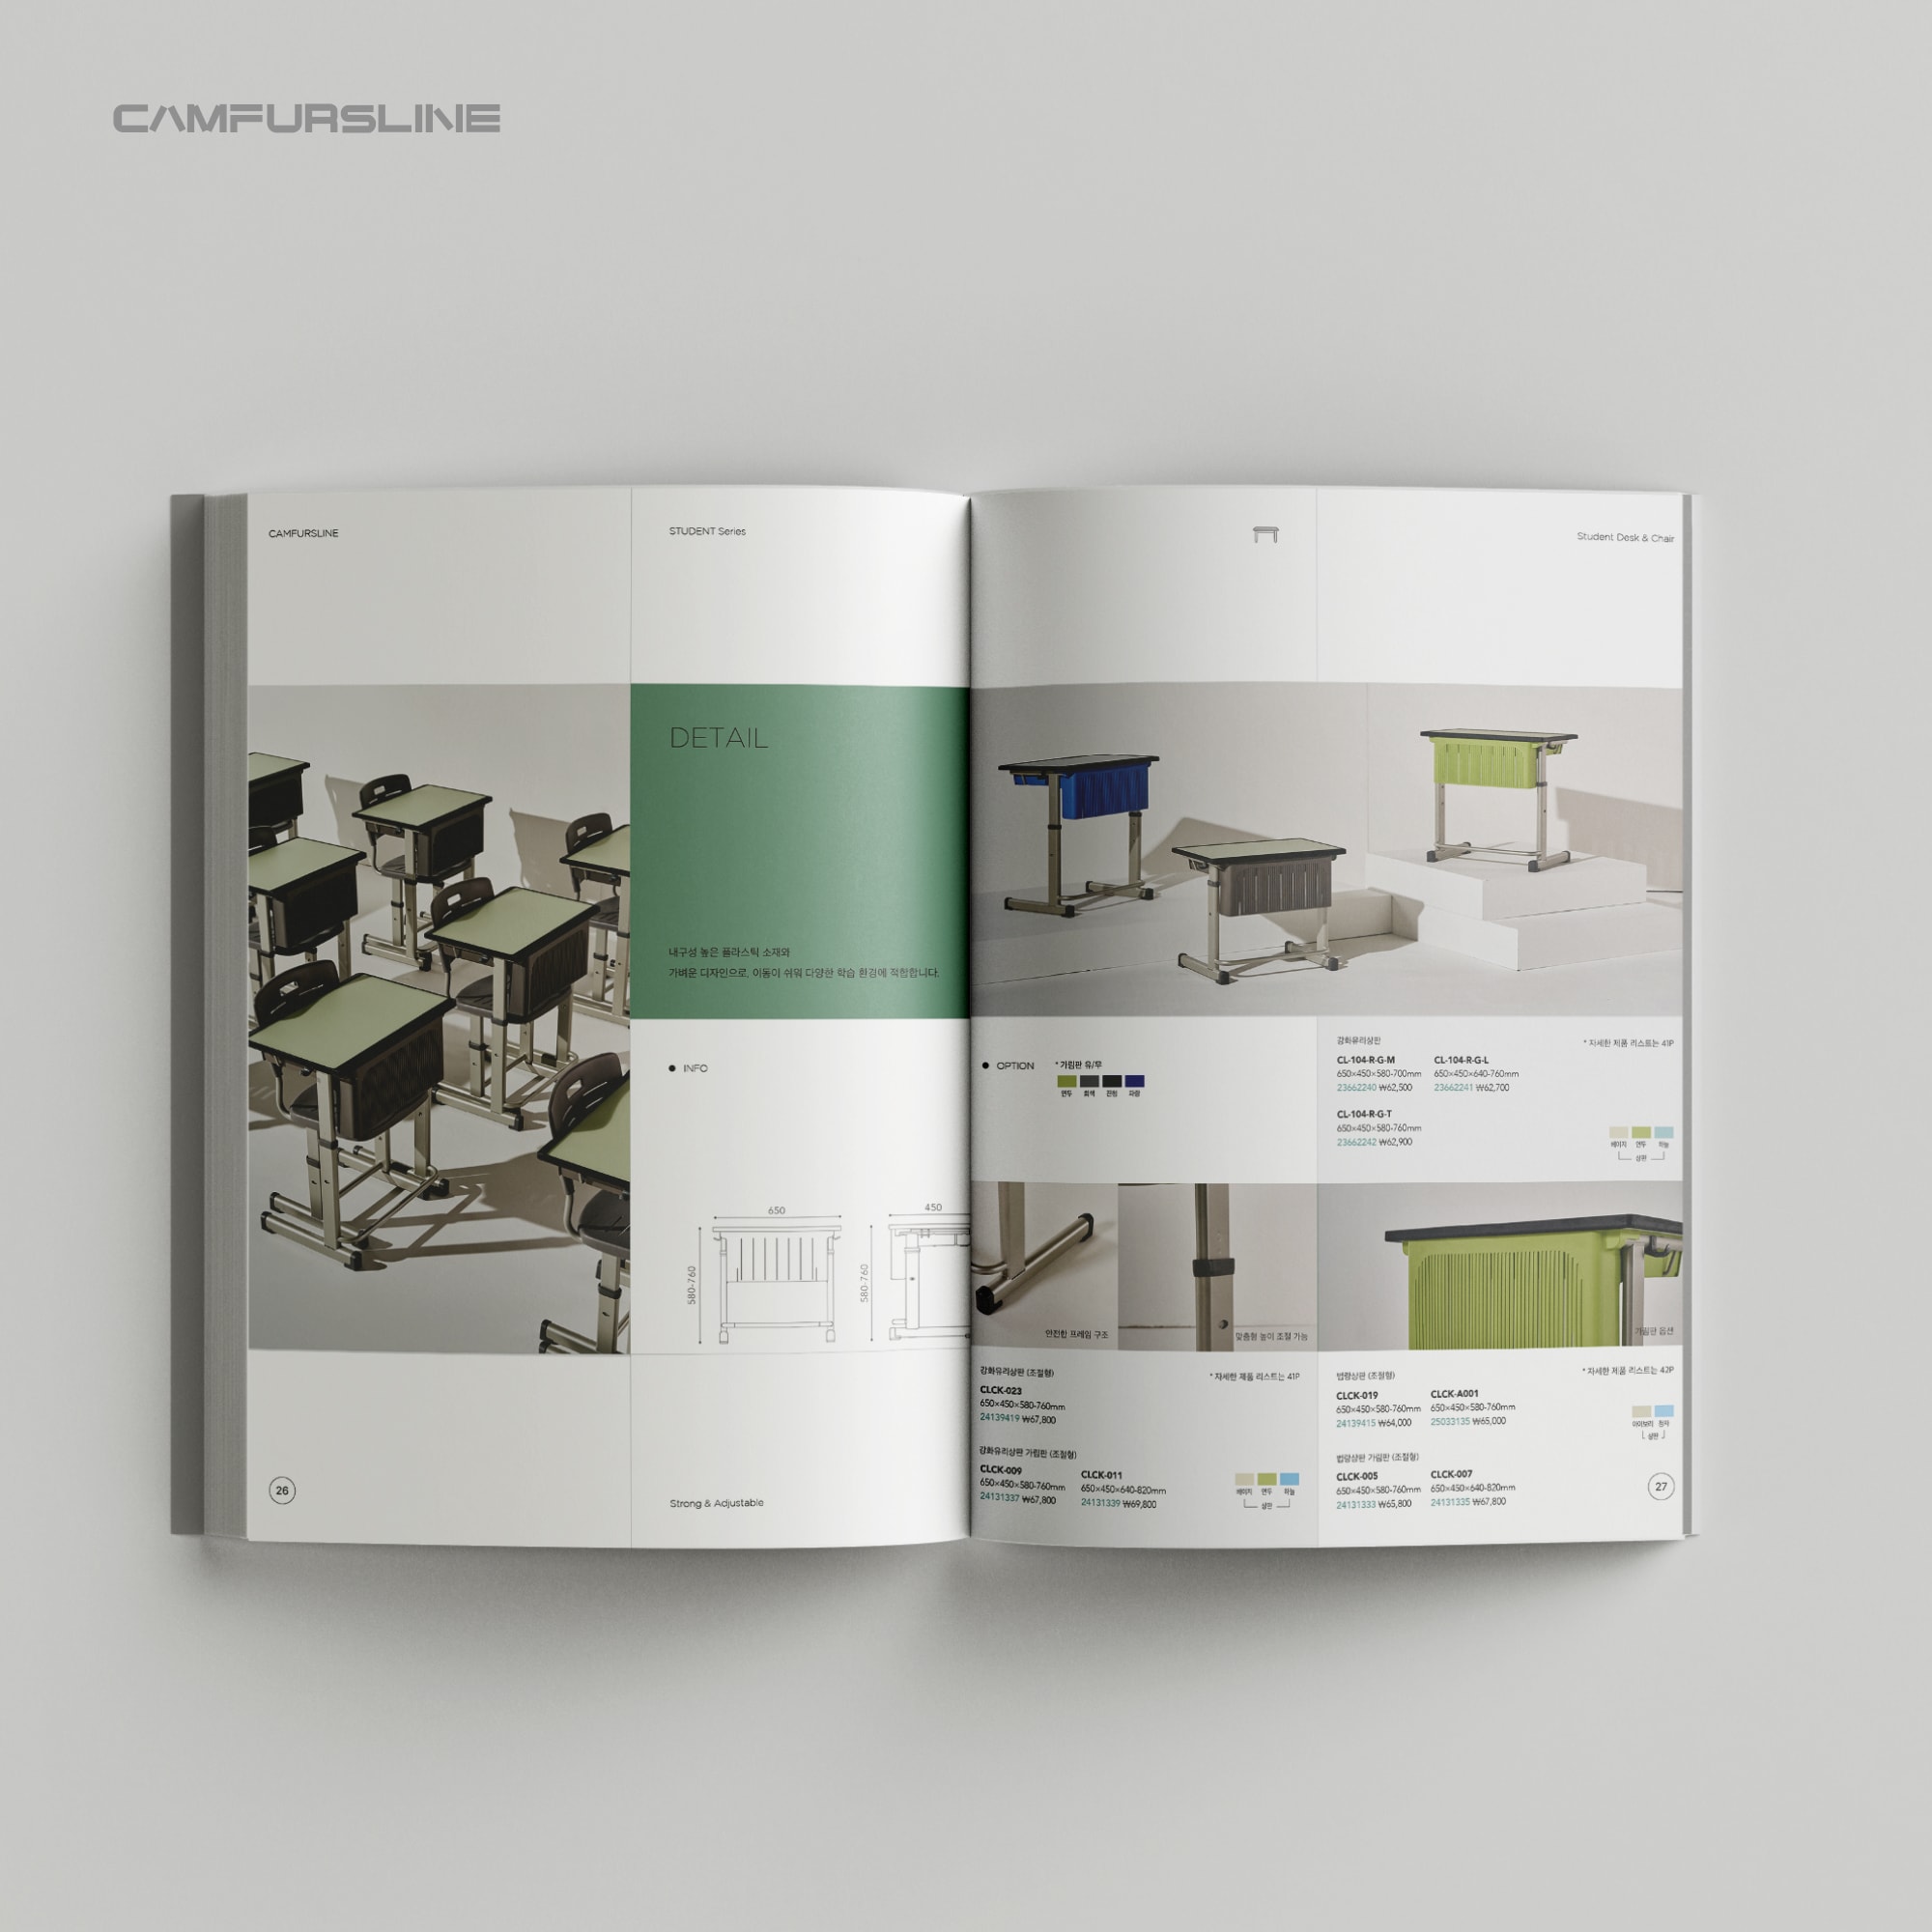 CAMFURSLINE
CAMFURSLINE
STUDENT Series
DETAIL
내구성 높은 플라스틱 소재와
가벼운 디자인으로, 이동이 쉬워 다양한 학습 환경에 적합합니다.
INFO
650
580-760
450
580-760
26
Strong & Adjustable
Student Desk & Chair
OPTION
* 가림판 유/무
연두 회색 진밤 파랑
강화유리상판
* 자세한 제품 리스트는 41P
CL-104-R-G-M
650×450×580-700mm
23662240 ₩62,500
CL-104-R-G-L
650×450×640-760mm
23662241 ₩62,700
CL-104-R-G-T
650×450×580-760mm
23662242 ₩62,900
베이지 연두 하늘
상판
안전한 프레임 구조
맞춤형 높이 조절 가능
가림판 옵션
강화유리상판 (조절형)
* 자세한 제품 리스트는 41P
CLCK-023
650×450×580-760mm
24139419 ₩67,800
강화유리상판 가림판 (조절형)
CLCK-009
650×450×580-760mm
24131337 ₩67,800
CLCK-011
650×450×640-820mm
24131339 ₩69,800
베이지 연두 하늘
상판
법랑상판 (조절형)
* 자세한 제품 리스트는 42P
CLCK-019
650×450×580-760mm
24139415 ₩64,000
CLCK-A001
650×450×580-760mm
25033135 ₩65,000
아이보리 청자
상판
법랑상판 가림판 (조절형)
CLCK-005
650×450×580-760mm
24131333 ₩65,800
CLCK-007
650×450×640-820mm
24131335 ₩67,800
27